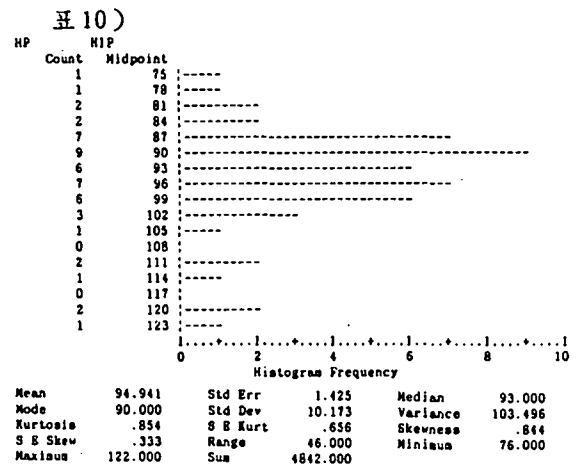 표 10)
HP HIP
Count Midpoint
1 75
1 78
2 81
2 84
7 87
9 90
6 93
7 96
6 99
3 102
1 105
0 108
2 111
1 114
0 117
2 120
1 123
0 2 4 6 8 10
Histogram Frequency
Mean 94.941 Std Err 1.425 Median 93.000
Mode 90.000 Std Dev 10.173 Variance 103.496
Kurtosis .854 S E Kurt .656 Skewness .844
S E Skew .333 Range 46.000 Minimum 76.000
Maximum 122.000 Sum 4842.000